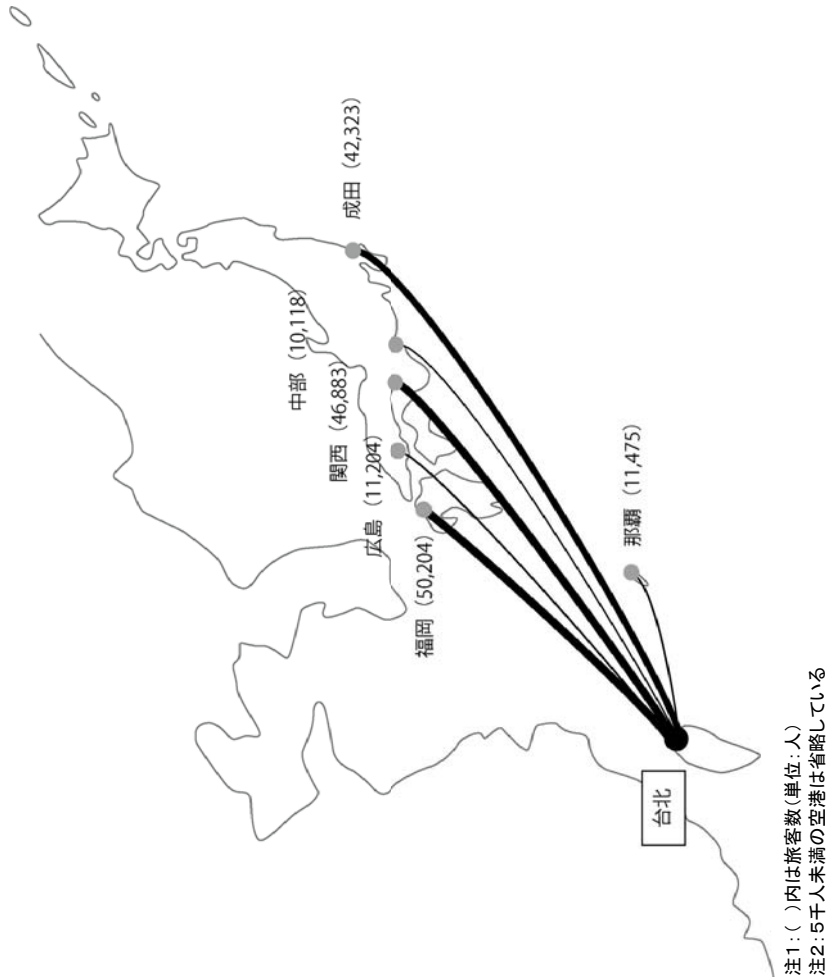 成田 (42,323)
中部 (10,118)
関西 (46,883)
広島 (11,204)
福岡 (50,204)
那覇 (11,475)
台北
注1：( )内は旅客数(単位：人)
注2：5千人未満の空港は省略している